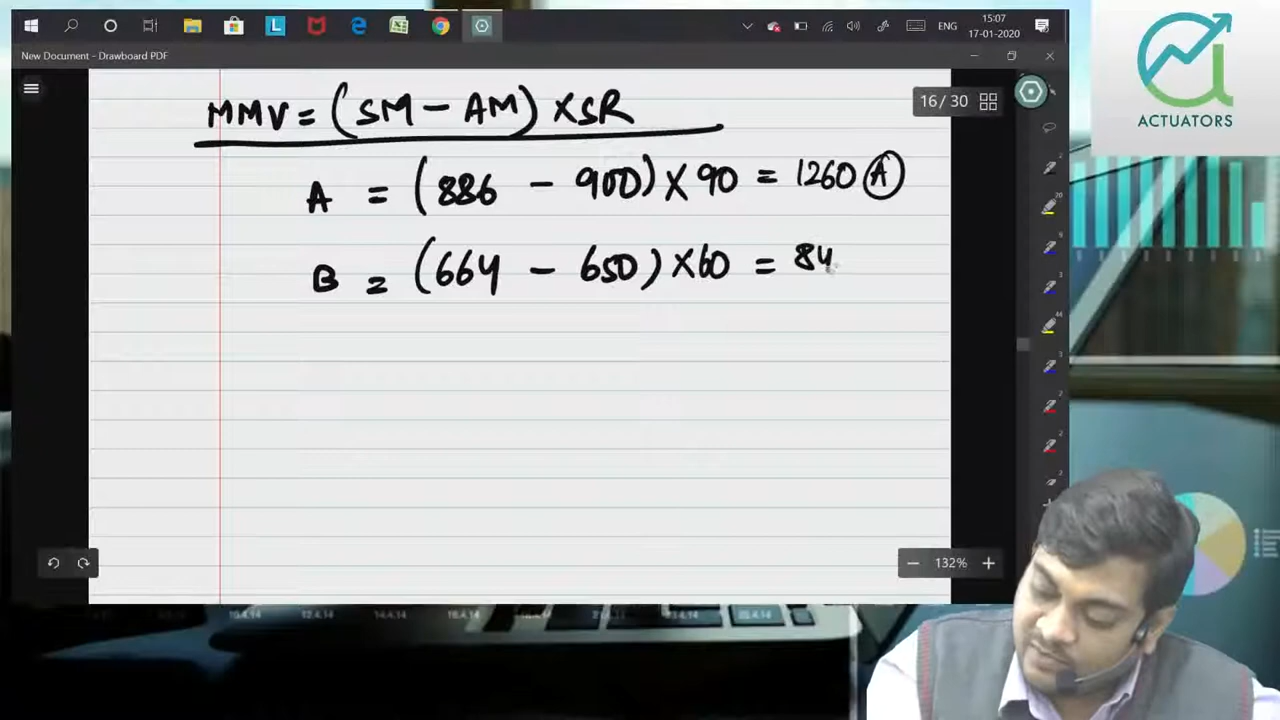 ENG
15:07
17-01-2020
New Document - Drawboard PDF
16 / 30
MMV = (SM - AM) X SR
A = (886 - 900) X 90 = 1260 (A)
B = (664 - 650) X 60 = 84
132%
ACTUATORS